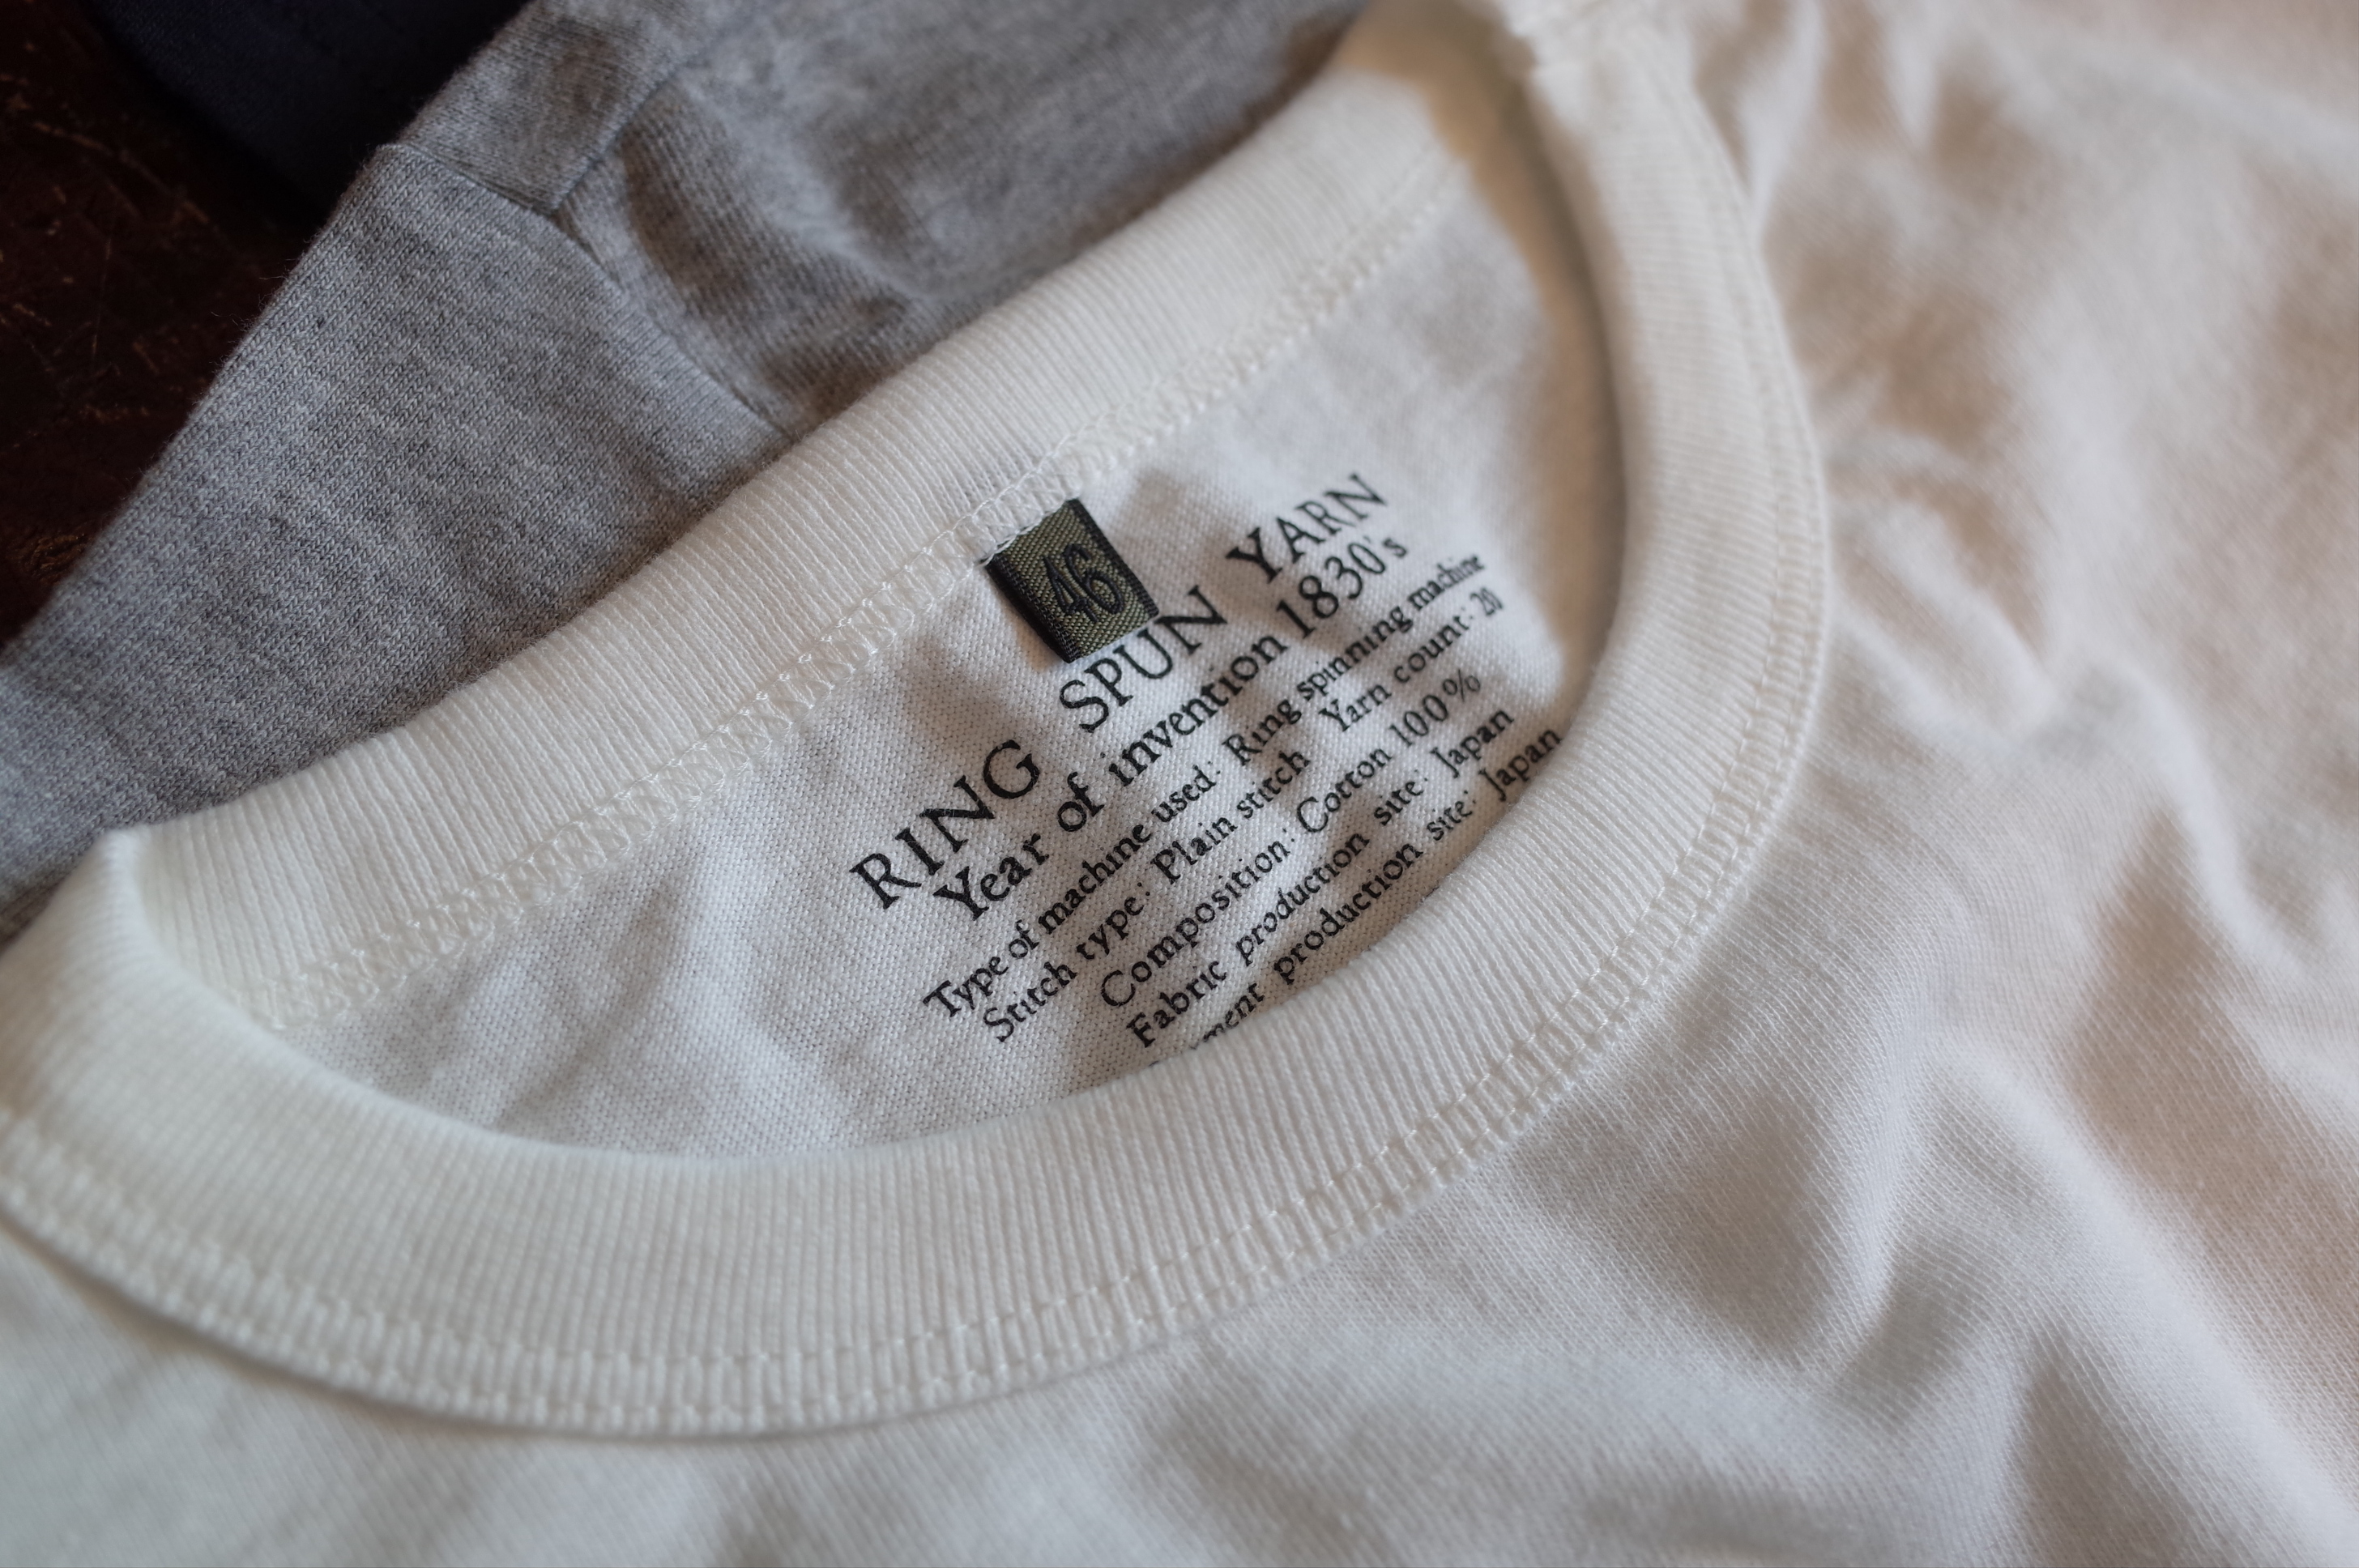 46
RING SPUN YARN
Year of invention 1830's
Type of machine used: Ring spinning machine
Stitch type: Plain stitch Yarn count: 20
Composition: Cotton 100%
Fabric production site: Japan
production site: Japan